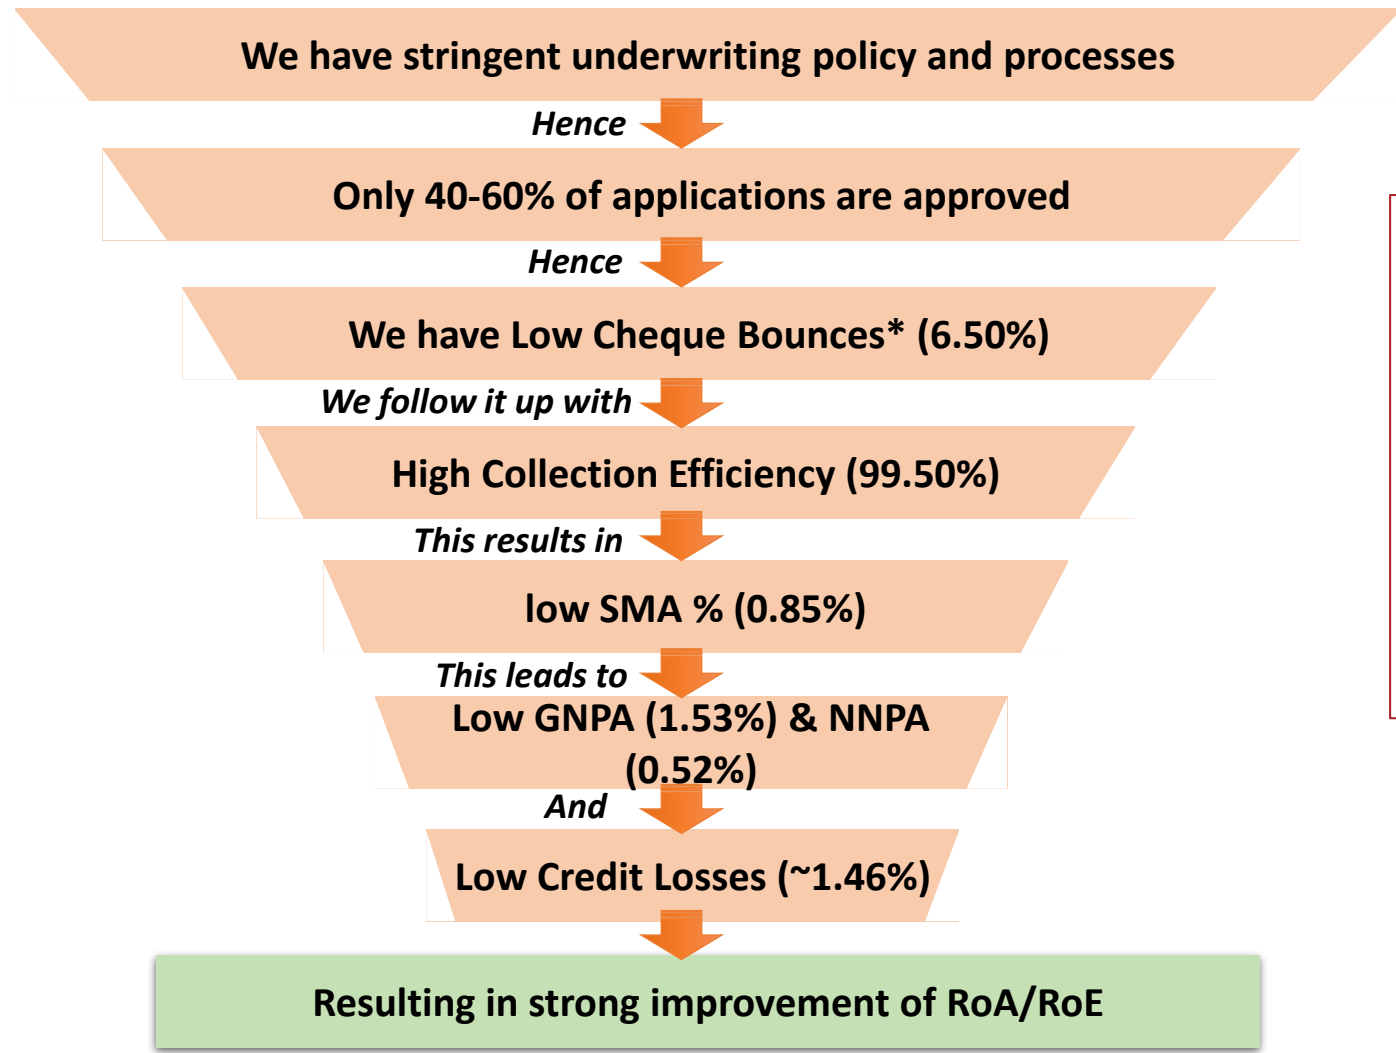 We have stringent underwriting policy and processes
Hence
Only 40-60% of applications are approved
Hence
We have Low Cheque Bounces* (6.50%)
We follow it up with
High Collection Efficiency (99.50%)
This results in
low SMA % (0.85%)
This leads to
Low GNPA (1.53%) & NNPA
(0.52%)
And
Low Credit Losses (~1.46%)
Resulting in strong improvement of RoA/RoE